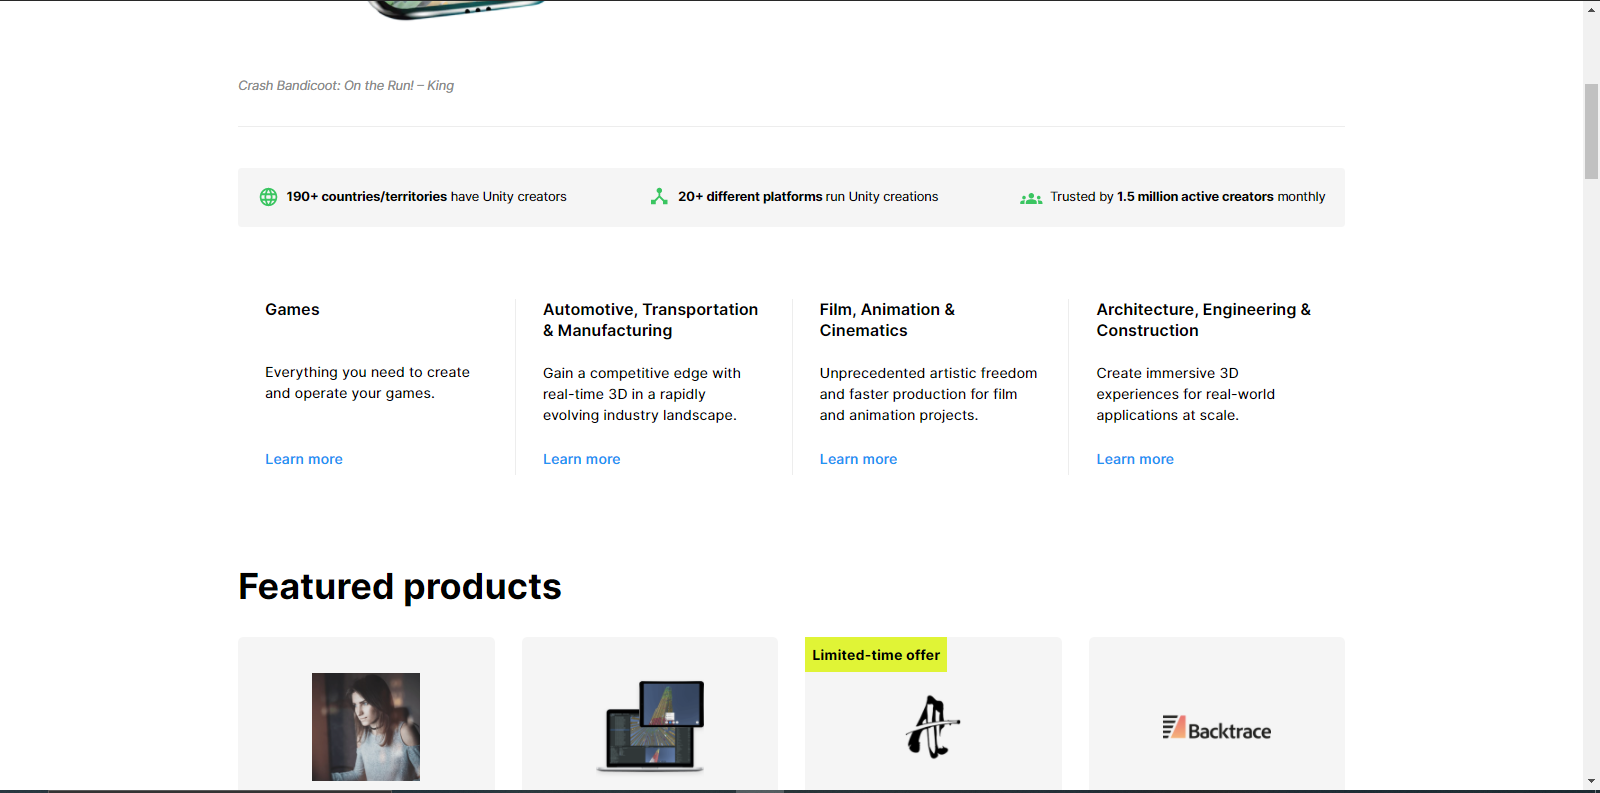 Crash Bandicoot: On the Run! – King
190+ countries/territories have Unity creators
20+ different platforms run Unity creations
Trusted by 1.5 million active creators monthly
Games
Everything you need to create
and operate your games.
Learn more
Automotive, Transportation
& Manufacturing
Gain a competitive edge with
real-time 3D in a rapidly
evolving industry landscape.
Learn more
Film, Animation &
Cinematics
Unprecedented artistic freedom
and faster production for film
and animation projects.
Learn more
Architecture, Engineering &
Construction
Create immersive 3D
experiences for real-world
applications at scale.
Learn more
Featured products
Limited-time offer
Backtrace